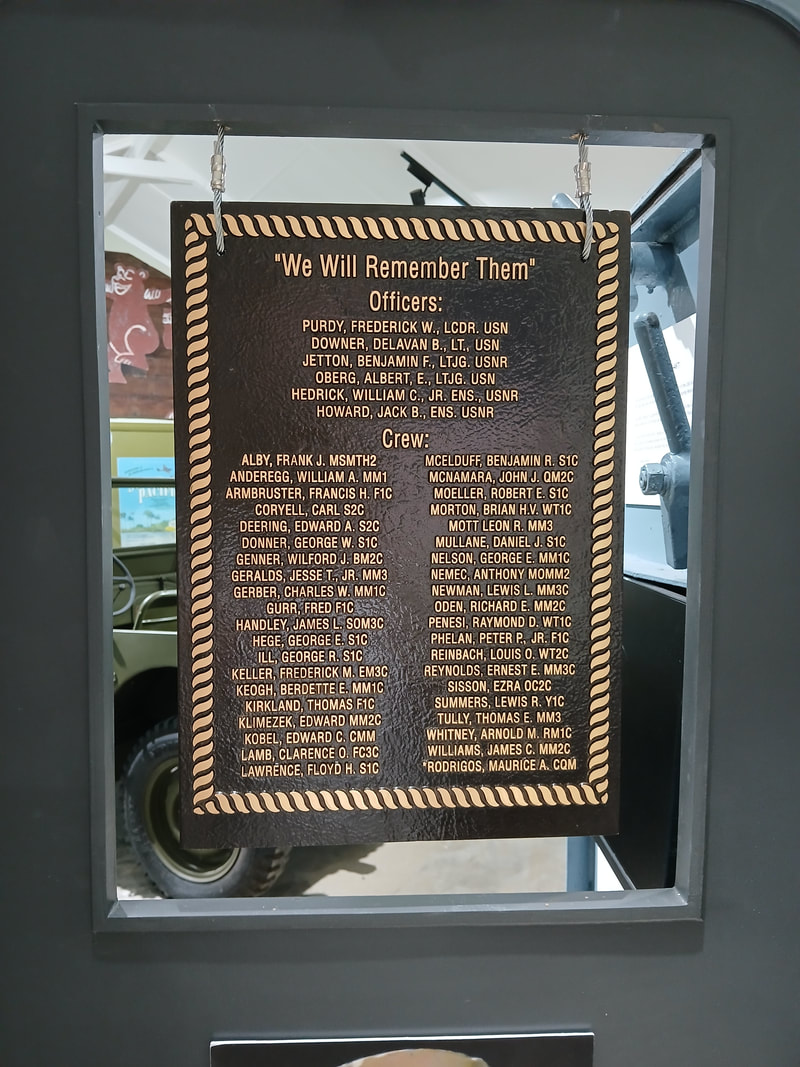 "We Will Remember Them"
Officers:
PURDY, FREDERICK W., LCDR. USN
DOWNER, DELAVAN B., LT., USN
JETTON, BENJAMIN F., LTJG. USNR
OBERG, ALBERT, E., LTJG. USN
HEDRICK, WILLIAM C., JR. ENS., USNR
HOWARD, JACK B., ENS. USNR
Crew:
ALBY, FRANK J. MSMTH2
ANDEREGG, WILLIAM A. MM1
ARMBRUSTER, FRANCIS H. F1C
CORYELL, CARL S2C
DEERING, EDWARD A. S2C
DONNER, GEORGE W. S1C
GENNER, WILFORD J. BM2C
GERALDS, JESSE T., JR. MM3
GERBER, CHARLES W. MM1C
GURR, FRED F1C
HANDLEY, JAMES L. SOM3C
HEGE, GEORGE E. S1C
ILL, GEORGE R. S1C
KELLER, FREDERICK M. EM3C
KEOGH, BERDETTE E. MM1C
KIRKLAND, THOMAS F1C
KLIMEZEK, EDWARD MM2C
KOBEL, EDWARD C. CMM
LAMB, CLARENCE O. FC3C
LAWRENCE, FLOYD H. S1C
MCELDUFF, BENJAMIN R. S1C
MCNAMARA, JOHN J. QM2C
MOELLER, ROBERT E. S1C
MORTON, BRIAN H.V. WT1C
MOTT LEON R. MM3
MULLANE, DANIEL J. S1C
NELSON, GEORGE E. MM1C
NEMEC, ANTHONY MOMM2
NEWMAN, LEWIS L. MM3C
ODEN, RICHARD E. MM2C
PENESI, RAYMOND D. WT1C
PHELAN, PETER P., JR. F1C
REINBACH, LOUIS O. WT2C
REYNOLDS, ERNEST E. MM3C
SISSON, EZRA OC2C
SUMMERS, LEWIS R. Y1C
TULLY, THOMAS E. MM3
WHITNEY, ARNOLD M. RM1C
WILLIAMS, JAMES C. MM2C
*RODRIGOS, MAURICE A. CQM